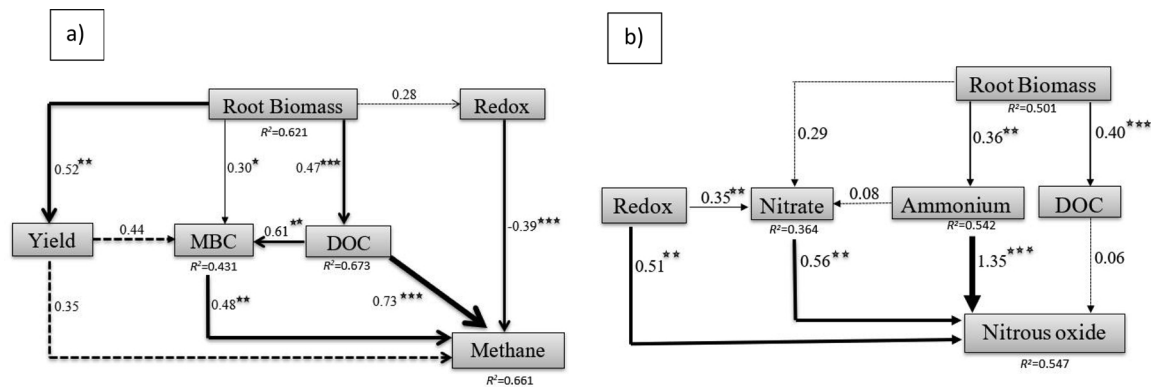 a)
Root Biomass
R²=0.621
0.28
Redox
0.52**
0.30*
0.47***
-0.39***
Yield
0.44
MBC
R²=0.431
0.61**
DOC
R²=0.673
0.35
0.48**
0.73***
Methane
R²=0.661
b)
Root Biomass
R²=0.501
0.29
0.36**
0.40***
Redox
0.35**
Nitrate
R²=0.364
0.08
Ammonium
R²=0.542
DOC
0.51**
0.56**
1.35***
0.06
Nitrous oxide
R²=0.547